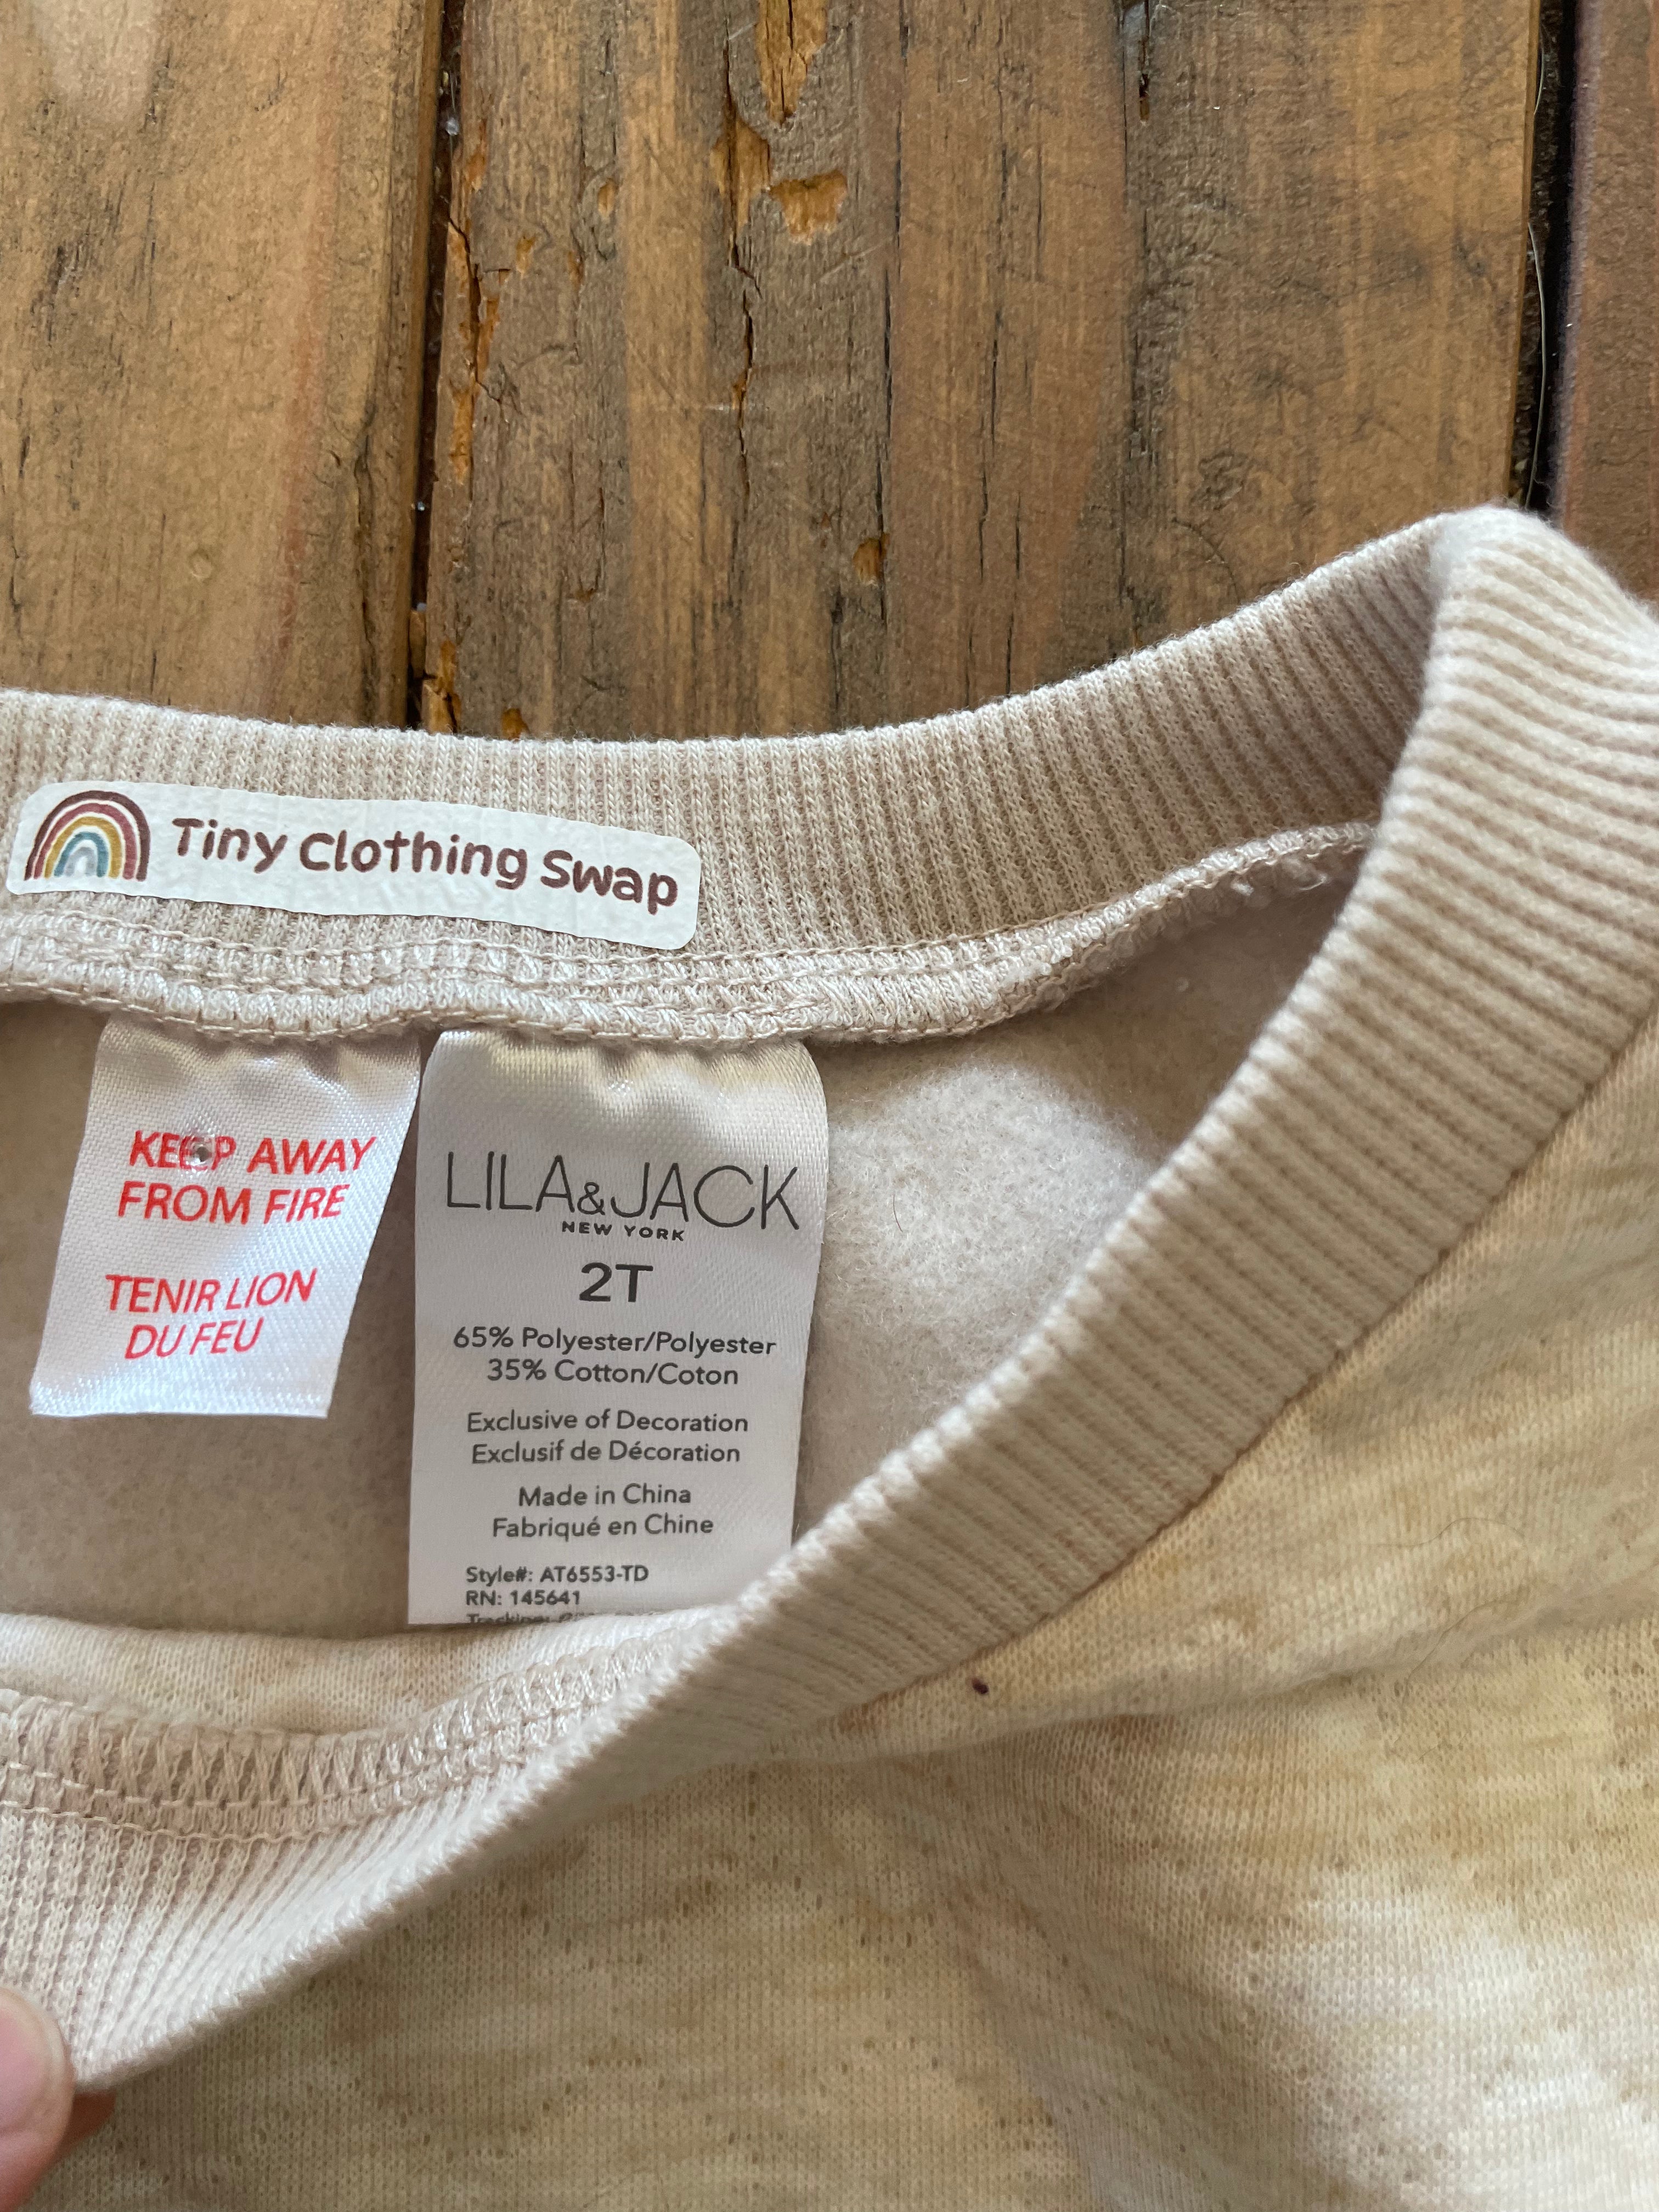 Tiny Clothing Swap
KEEP AWAY
FROM FIRE
TENIR LION
DU FEU
LILA&JACK
NEW YORK
2T
65% Polyester/Polyester
35% Cotton/Coton
Exclusive of Decoration
Exclusif de Décoration
Made in China
Fabriqué en Chine
Style#: AT6553-TD
RN: 145641